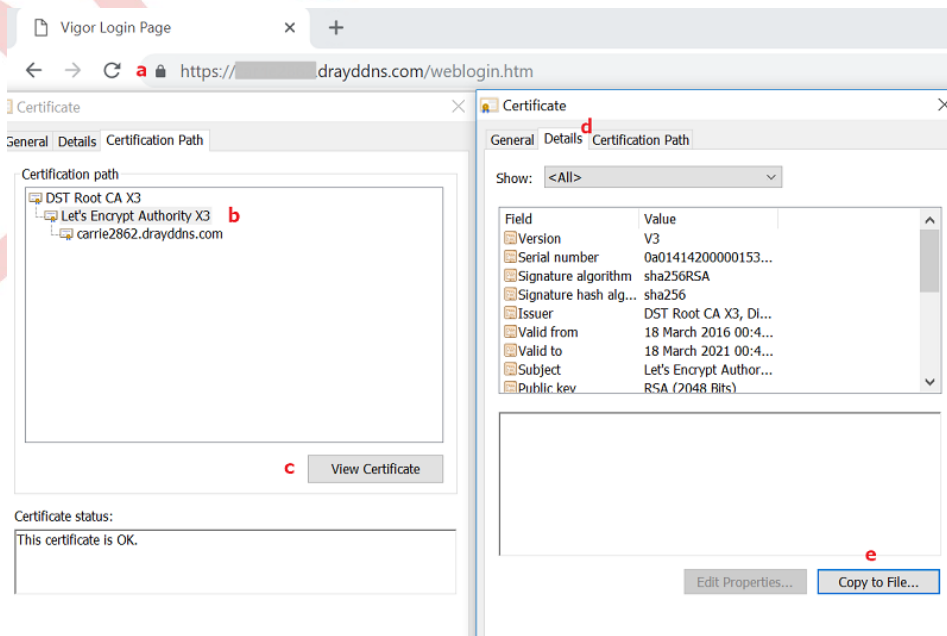 Vigor Login Page
a https:// .drayddns.com/weblogin.htm
Certificate
General Details Certification Path
Certification path
DST Root CA X3
Let's Encrypt Authority X3 b
carrie2862.drayddns.com
c View Certificate
Certificate status:
This certificate is OK.
Certificate
d
General Details Certification Path
Show: <All>
Field Value
Version V3
Serial number 0a01414200000153...
Signature algorithm sha256RSA
Signature hash alg... sha256
Issuer DST Root CA X3, Di...
Valid from 18 March 2016 00:4...
Valid to 18 March 2021 00:4...
Subject Let's Encrypt Author...
Public key RSA (2048 Bits)
e
Edit Properties... Copy to File...